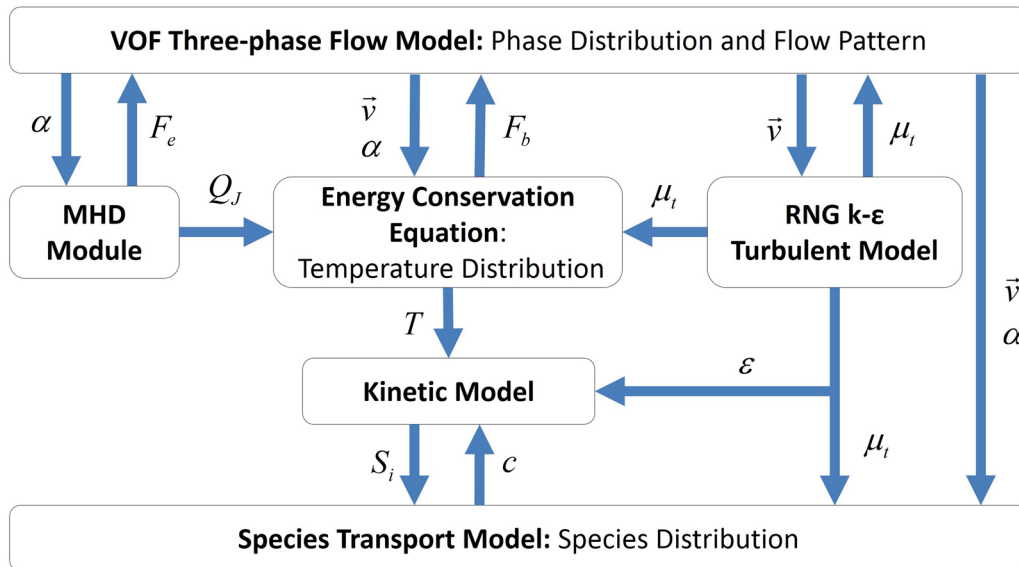 VOF Three-phase Flow Model: Phase Distribution and Flow Pattern
α
F_e
v⃗
α
F_b
v⃗
μ_t
MHD
Module
Q_J
Energy Conservation
Equation:
Temperature Distribution
μ_t
RNG k-ε
Turbulent Model
v⃗
α
T
Kinetic Model
ε
S_i
c
μ_t
Species Transport Model: Species Distribution